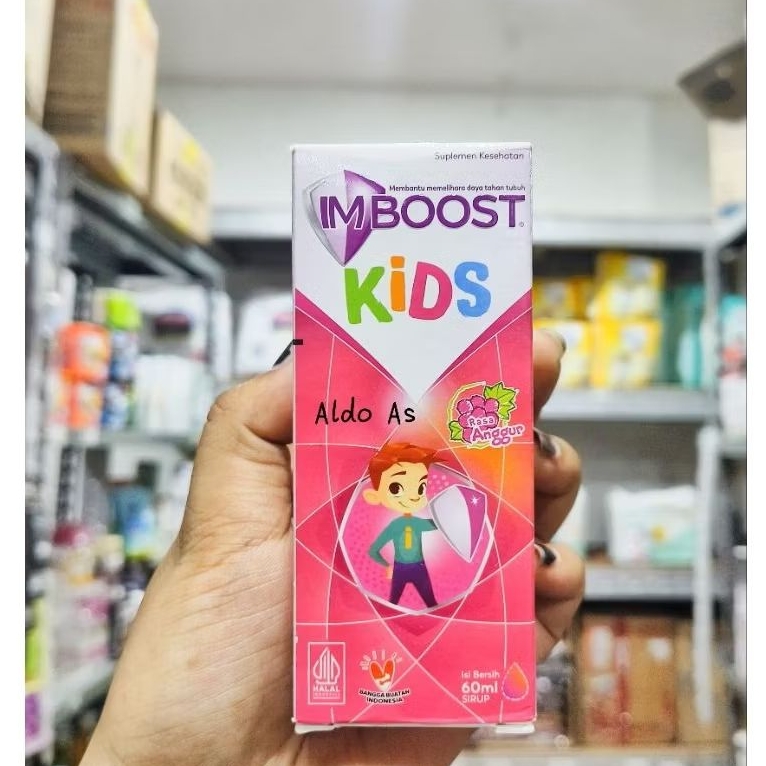 Suplemen Kesehatan
Membantu memelihara daya tahan tubuh
IMBOOST
KiDS
Aldo As
Rasa
Anggur
i
HALAL
BANGGA BUATAN
INDONESIA
Isi Bersih
60ml
SIRUP